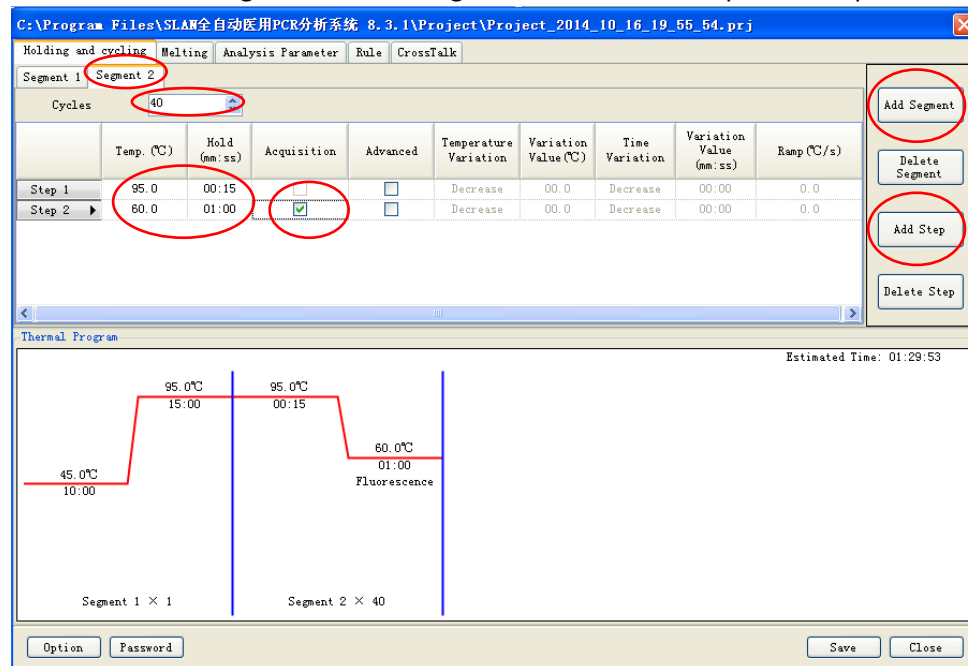 C:\Program Files\SLAN全自动医用PCR分析系统 8.3.1\Project\Project_2014_10_16_19_55_54.prj
Holding and cycling Melting Analysis Parameter Rule CrossTalk
Segment 1 Segment 2
Cycles 40
Temp. (℃) Hold (mm:ss) Acquisition Advanced Temperature Variation Variation Value(℃) Time Variation Variation Value (mm:ss) Ramp(℃/s)
Step 1 95.0 00:15 Decrease 00.0 Decrease 00:00 0.0
Step 2 60.0 01:00 Decrease 00.0 Decrease 00:00 0.0
Add Segment
Delete Segment
Add Step
Delete Step
Thermal Program
Estimated Time: 01:29:53
95.0℃ 95.0℃
15:00 00:15
60.0℃
01:00
Fluorescence
45.0℃
10:00
Segment 1 × 1 Segment 2 × 40
Option Password Save Close